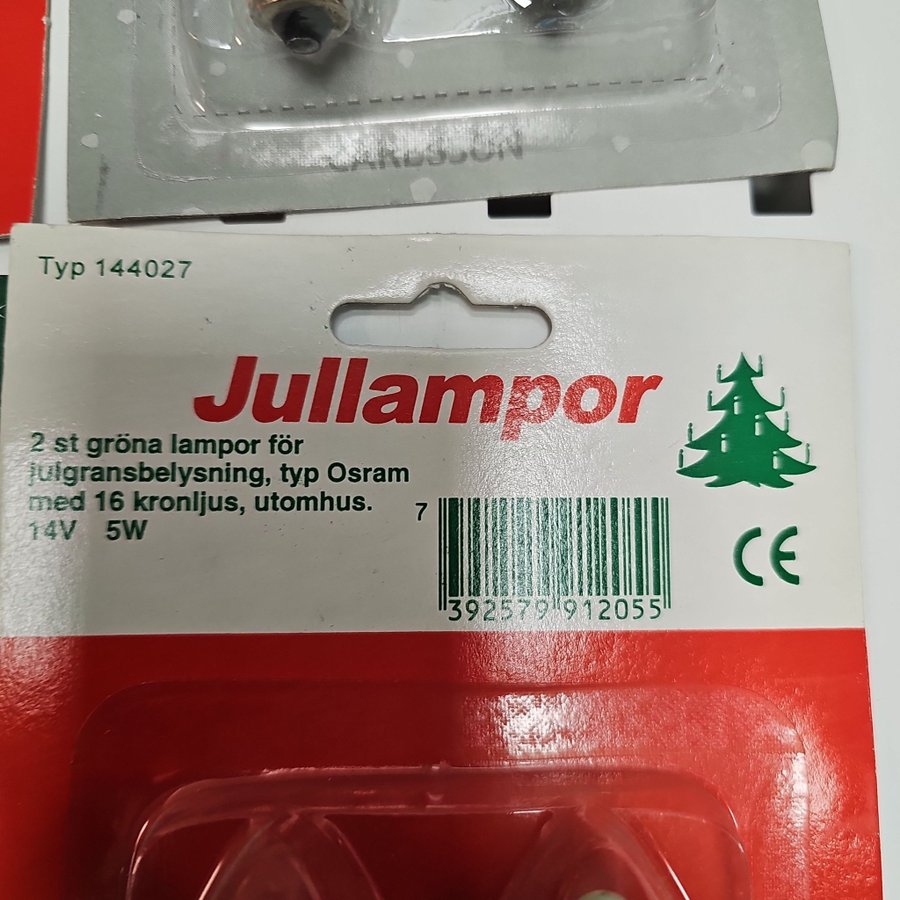 CARLSSON
Typ 144027
Jullampor
2 st gröna lampor för
julgransbelysning, typ Osram
med 16 kronljus, utomhus.
14V 5W
7 392579 912055
CE